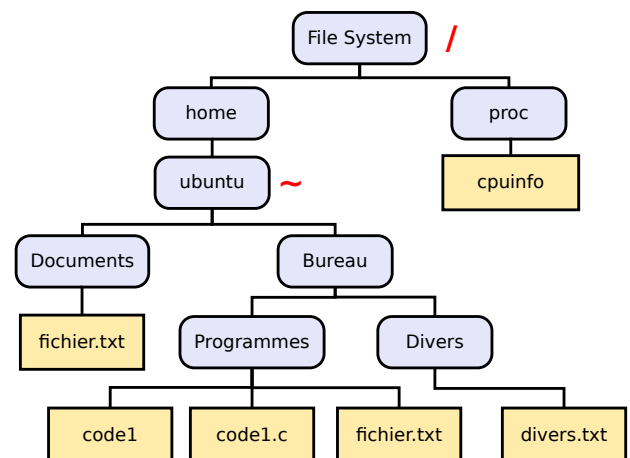 File System /
home
proc
ubuntu ~
cpuinfo
Documents
Bureau
fichier.txt
Programmes
Divers
code1
code1.c
fichier.txt
divers.txt